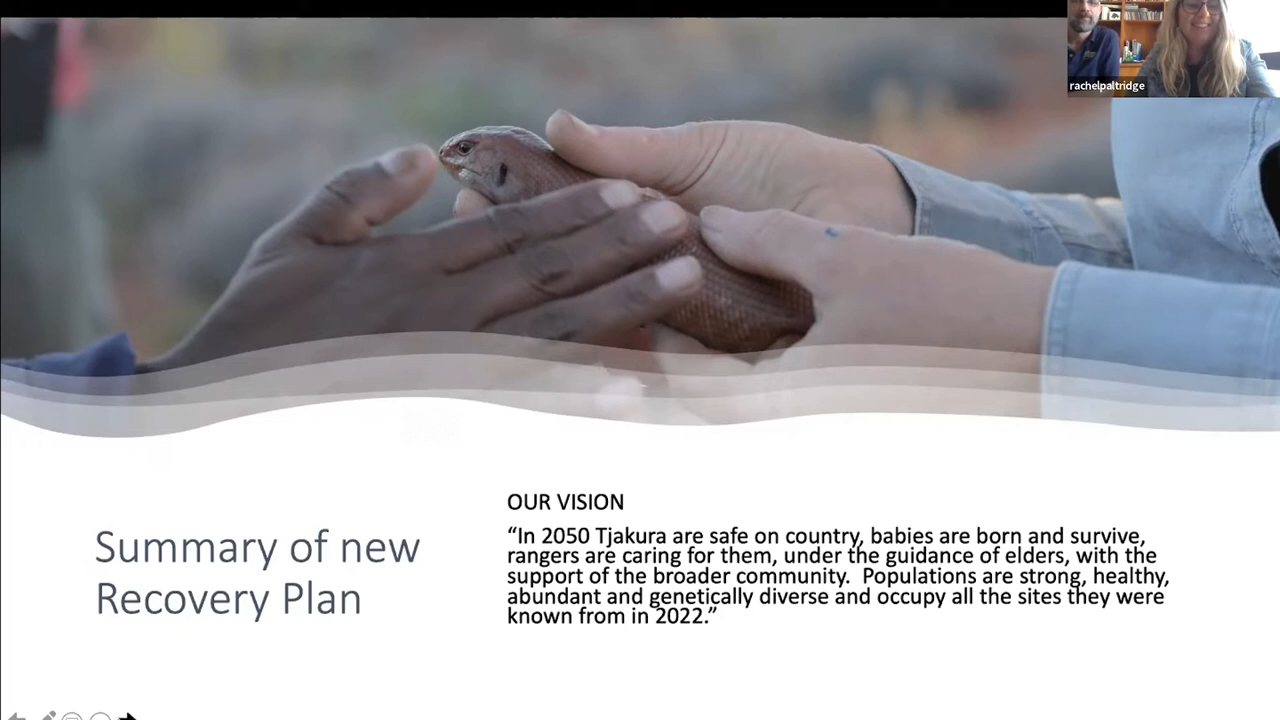 rachelpaltridge
Summary of new
Recovery Plan
OUR VISION
“In 2050 Tjakura are safe on country, babies are born and survive,
rangers are caring for them, under the guidance of elders, with the
support of the broader community.  Populations are strong, healthy,
abundant and genetically diverse and occupy all the sites they were
known from in 2022.”